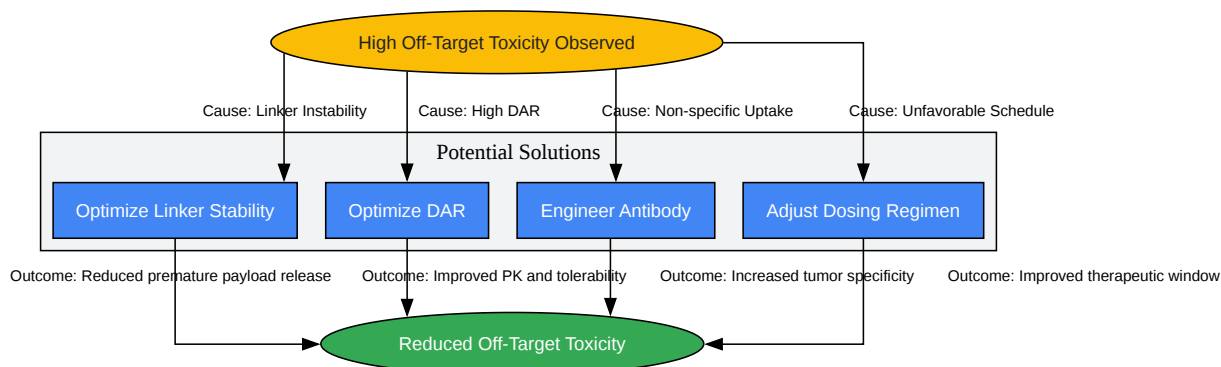 High Off-Target Toxicity Observed
Cause: Linker Instability
Cause: High DAR
Cause: Non-specific Uptake
Cause: Unfavorable Schedule
Potential Solutions
Optimize Linker Stability
Optimize DAR
Engineer Antibody
Adjust Dosing Regimen
Outcome: Reduced premature payload release
Outcome: Improved PK and tolerability
Outcome: Increased tumor specificity
Outcome: Improved therapeutic window
Reduced Off-Target Toxicity